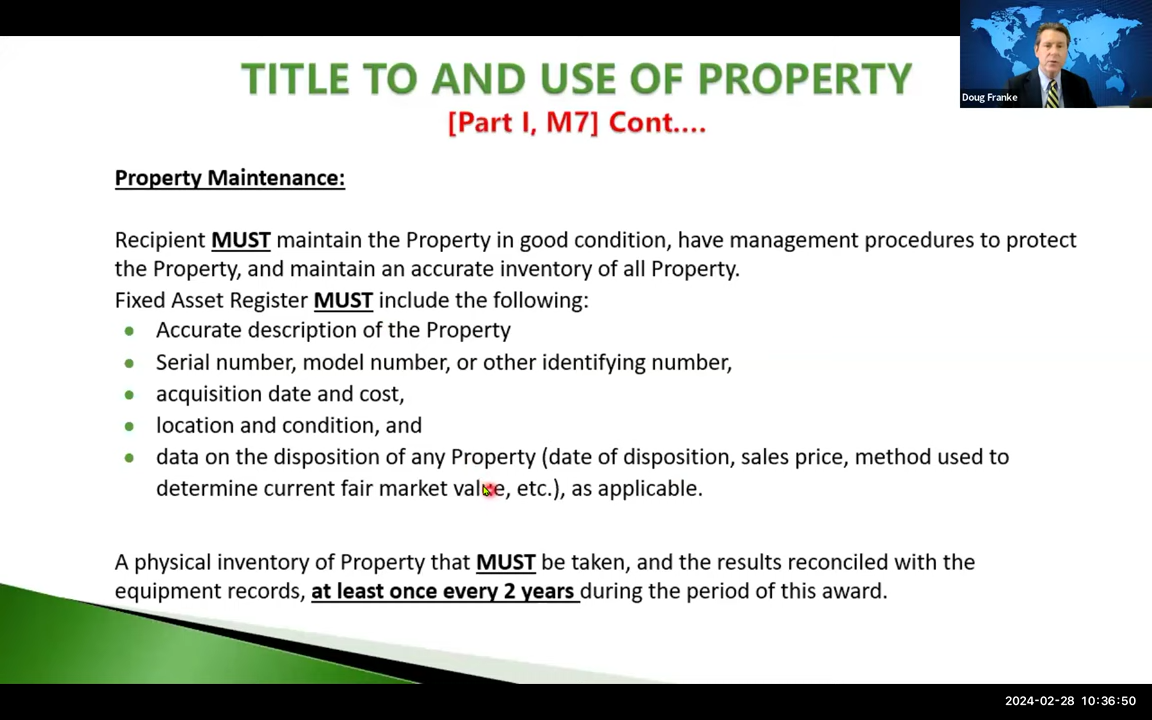 TITLE TO AND USE OF PROPERTY
[Part I, M7] Cont....
Doug Franke
Property Maintenance:
Recipient MUST maintain the Property in good condition, have management procedures to protect
the Property, and maintain an accurate inventory of all Property.
Fixed Asset Register MUST include the following:
• Accurate description of the Property
• Serial number, model number, or other identifying number,
• acquisition date and cost,
• location and condition, and
• data on the disposition of any Property (date of disposition, sales price, method used to
determine current fair market value, etc.), as applicable.
A physical inventory of Property that MUST be taken, and the results reconciled with the
equipment records, at least once every 2 years during the period of this award.
2024-02-28 10:36:50